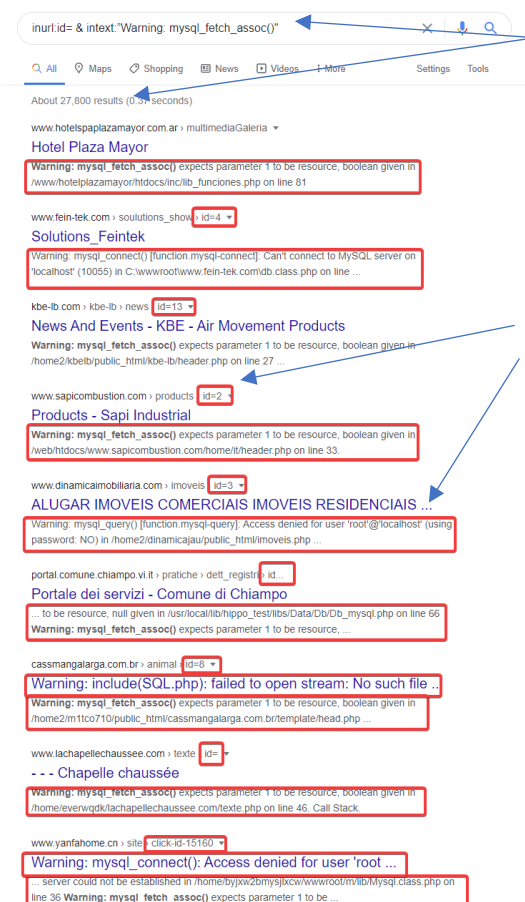 inurl:id= & intext:"Warning: mysql_fetch_assoc()"
All Maps Shopping News Videos More Settings Tools
About 27,800 results (0.37 seconds)
www.hotelspaplazamayor.com.ar › multimediaGaleria
Hotel Plaza Mayor
Warning: mysql_fetch_assoc() expects parameter 1 to be resource, boolean given in
/www/hotelplazamayor/htdocs/inc/lib_funciones.php on line 81
www.fein-tek.com › soulutions_show › id=4
Solutions_Feintek
Warning: mysql_connect() [function.mysql-connect]: Can't connect to MySQL server on
'localhost' (10055) in C:\wwwroot\www.fein-tek.com\db.class.php on line ...
kbe-lb.com › kbe-lb › news › id=13
News And Events - KBE - Air Movement Products
Warning: mysql_fetch_assoc() expects parameter 1 to be resource, boolean given in
/home2/kbelb/public_html/kbe-lb/header.php on line 27 ...
www.sapicombustion.com › products › id=2
Products - Sapi Industrial
Warning: mysql_fetch_assoc() expects parameter 1 to be resource, boolean given in
/web/htdocs/www.sapicombustion.com/home/it/header.php on line 33.
www.dinamicaimobiliaria.com › imoveis › id=3
ALUGAR IMOVEIS COMERCIAIS IMOVEIS RESIDENCIAIS ...
Warning: mysql_query() [function.mysql-query]: Access denied for user 'root'@'localhost' (using
password: NO) in /home2/dinamicajau/public_html/imoveis.php ...
portal.comune.chiampo.vi.it › pratiche › dett_registri › id...
Portale dei servizi - Comune di Chiampo
... to be resource, null given in /usr/local/lib/hippo_test/libs/Data/Db/Db_mysql.php on line 66
Warning: mysql_fetch_assoc() expects parameter 1 to be resource, ...
cassmangalarga.com.br › animal › id=8
Warning: include(SQL.php): failed to open stream: No such file ..
Warning: mysql_fetch_assoc() expects parameter 1 to be resource, boolean given in
/home2/m1tco710/public_html/cassmangalarga.com.br/template/head.php ...
www.lachapellechaussee.com › texte › id=
- - - Chapelle chaussée
Warning: mysql_fetch_assoc() expects parameter 1 to be resource, boolean given in
/home/everwqdk/lachapellechaussee.com/texte.php on line 46. Call Stack.
www.yanfahome.cn › site › click-id-15160
Warning: mysql_connect(): Access denied for user 'root ...
... server could not be established in /home/byjxw2bmysjlxcw/wwwroot/m/lib/Mysql.class.php on
line 36 Warning: mysql_fetch_assoc() expects parameter 1 to be ...